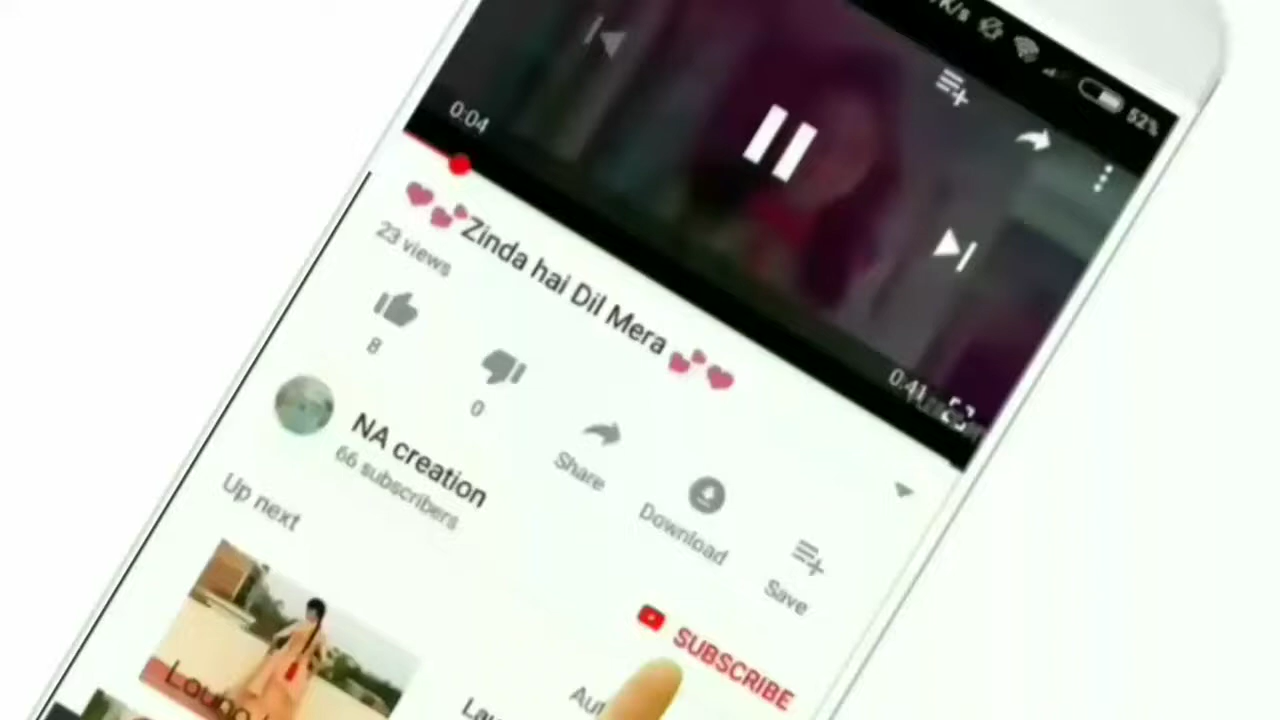 K/s
52%
0:04
0:41
💕Zinda hai Dil Mera 💕
23 views
8
0
Share
Download
Save
NA creation
66 subscribers
SUBSCRIBE
Up next